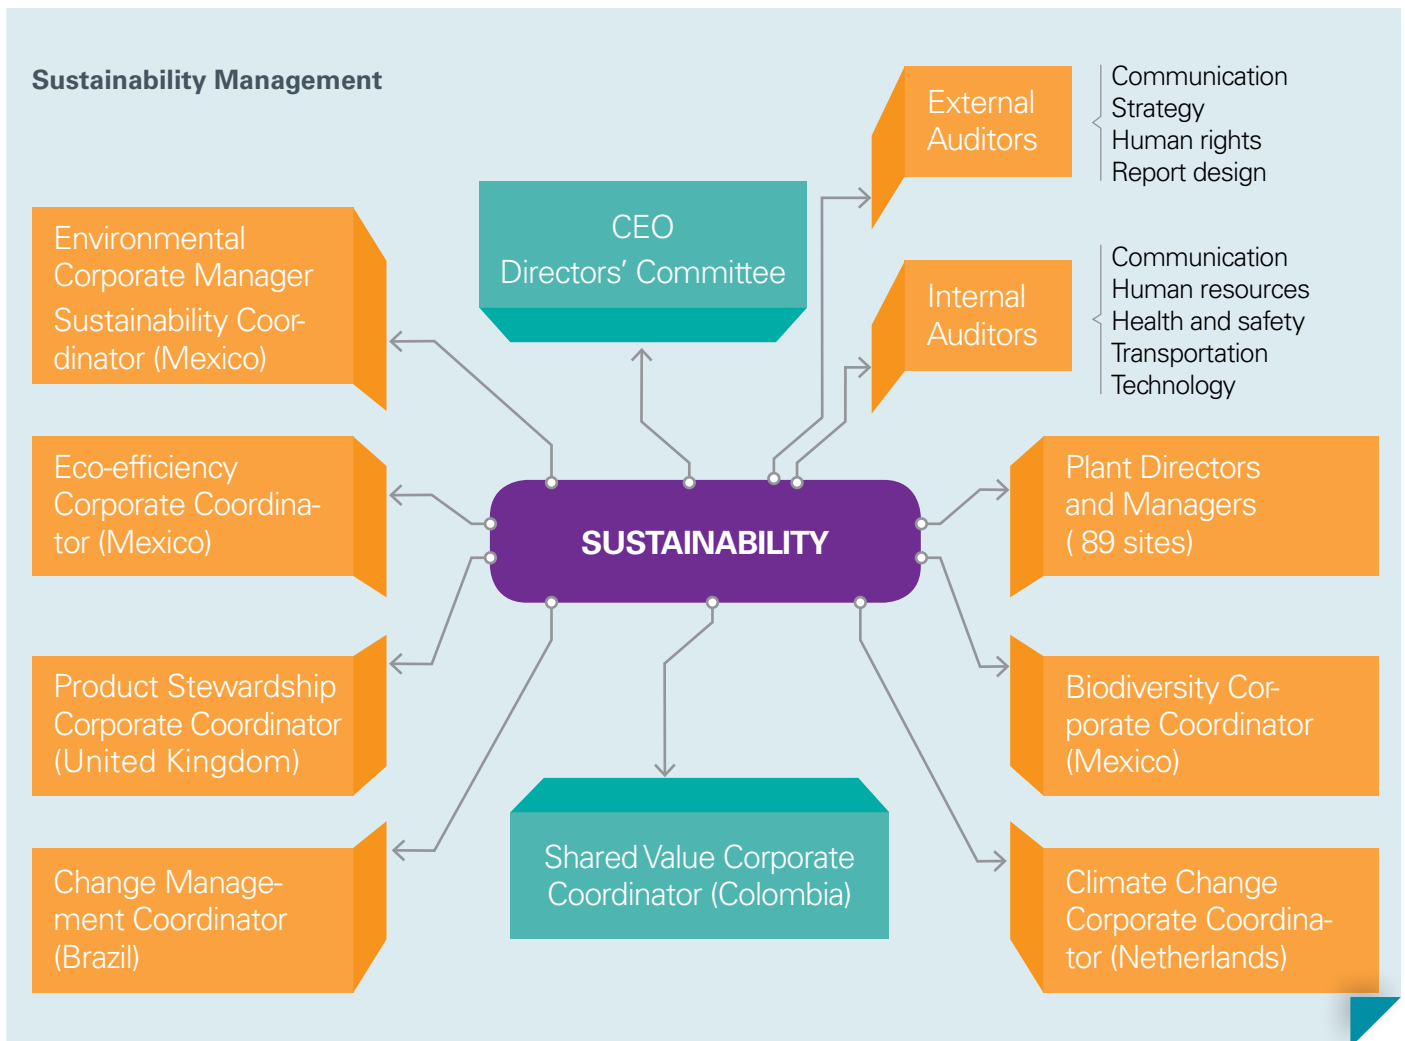 Sustainability Management
External
Auditors
Communication
Strategy
Human rights
Report design
CEO
Directors' Committee
Environmental
Corporate Manager
Sustainability Coor-
dinator (Mexico)
Internal
Auditors
Communication
Human resources
Health and safety
Transportation
Technology
Eco-efficiency
Corporate Coordina-
tor (Mexico)
SUSTAINABILITY
Plant Directors
and Managers
( 89 sites)
Product Stewardship
Corporate Coordinator
(United Kingdom)
Biodiversity Cor-
porate Coordinator
(Mexico)
Shared Value Corporate
Coordinator (Colombia)
Change Manage-
ment Coordinator
(Brazil)
Climate Change
Corporate Coordina-
tor (Netherlands)